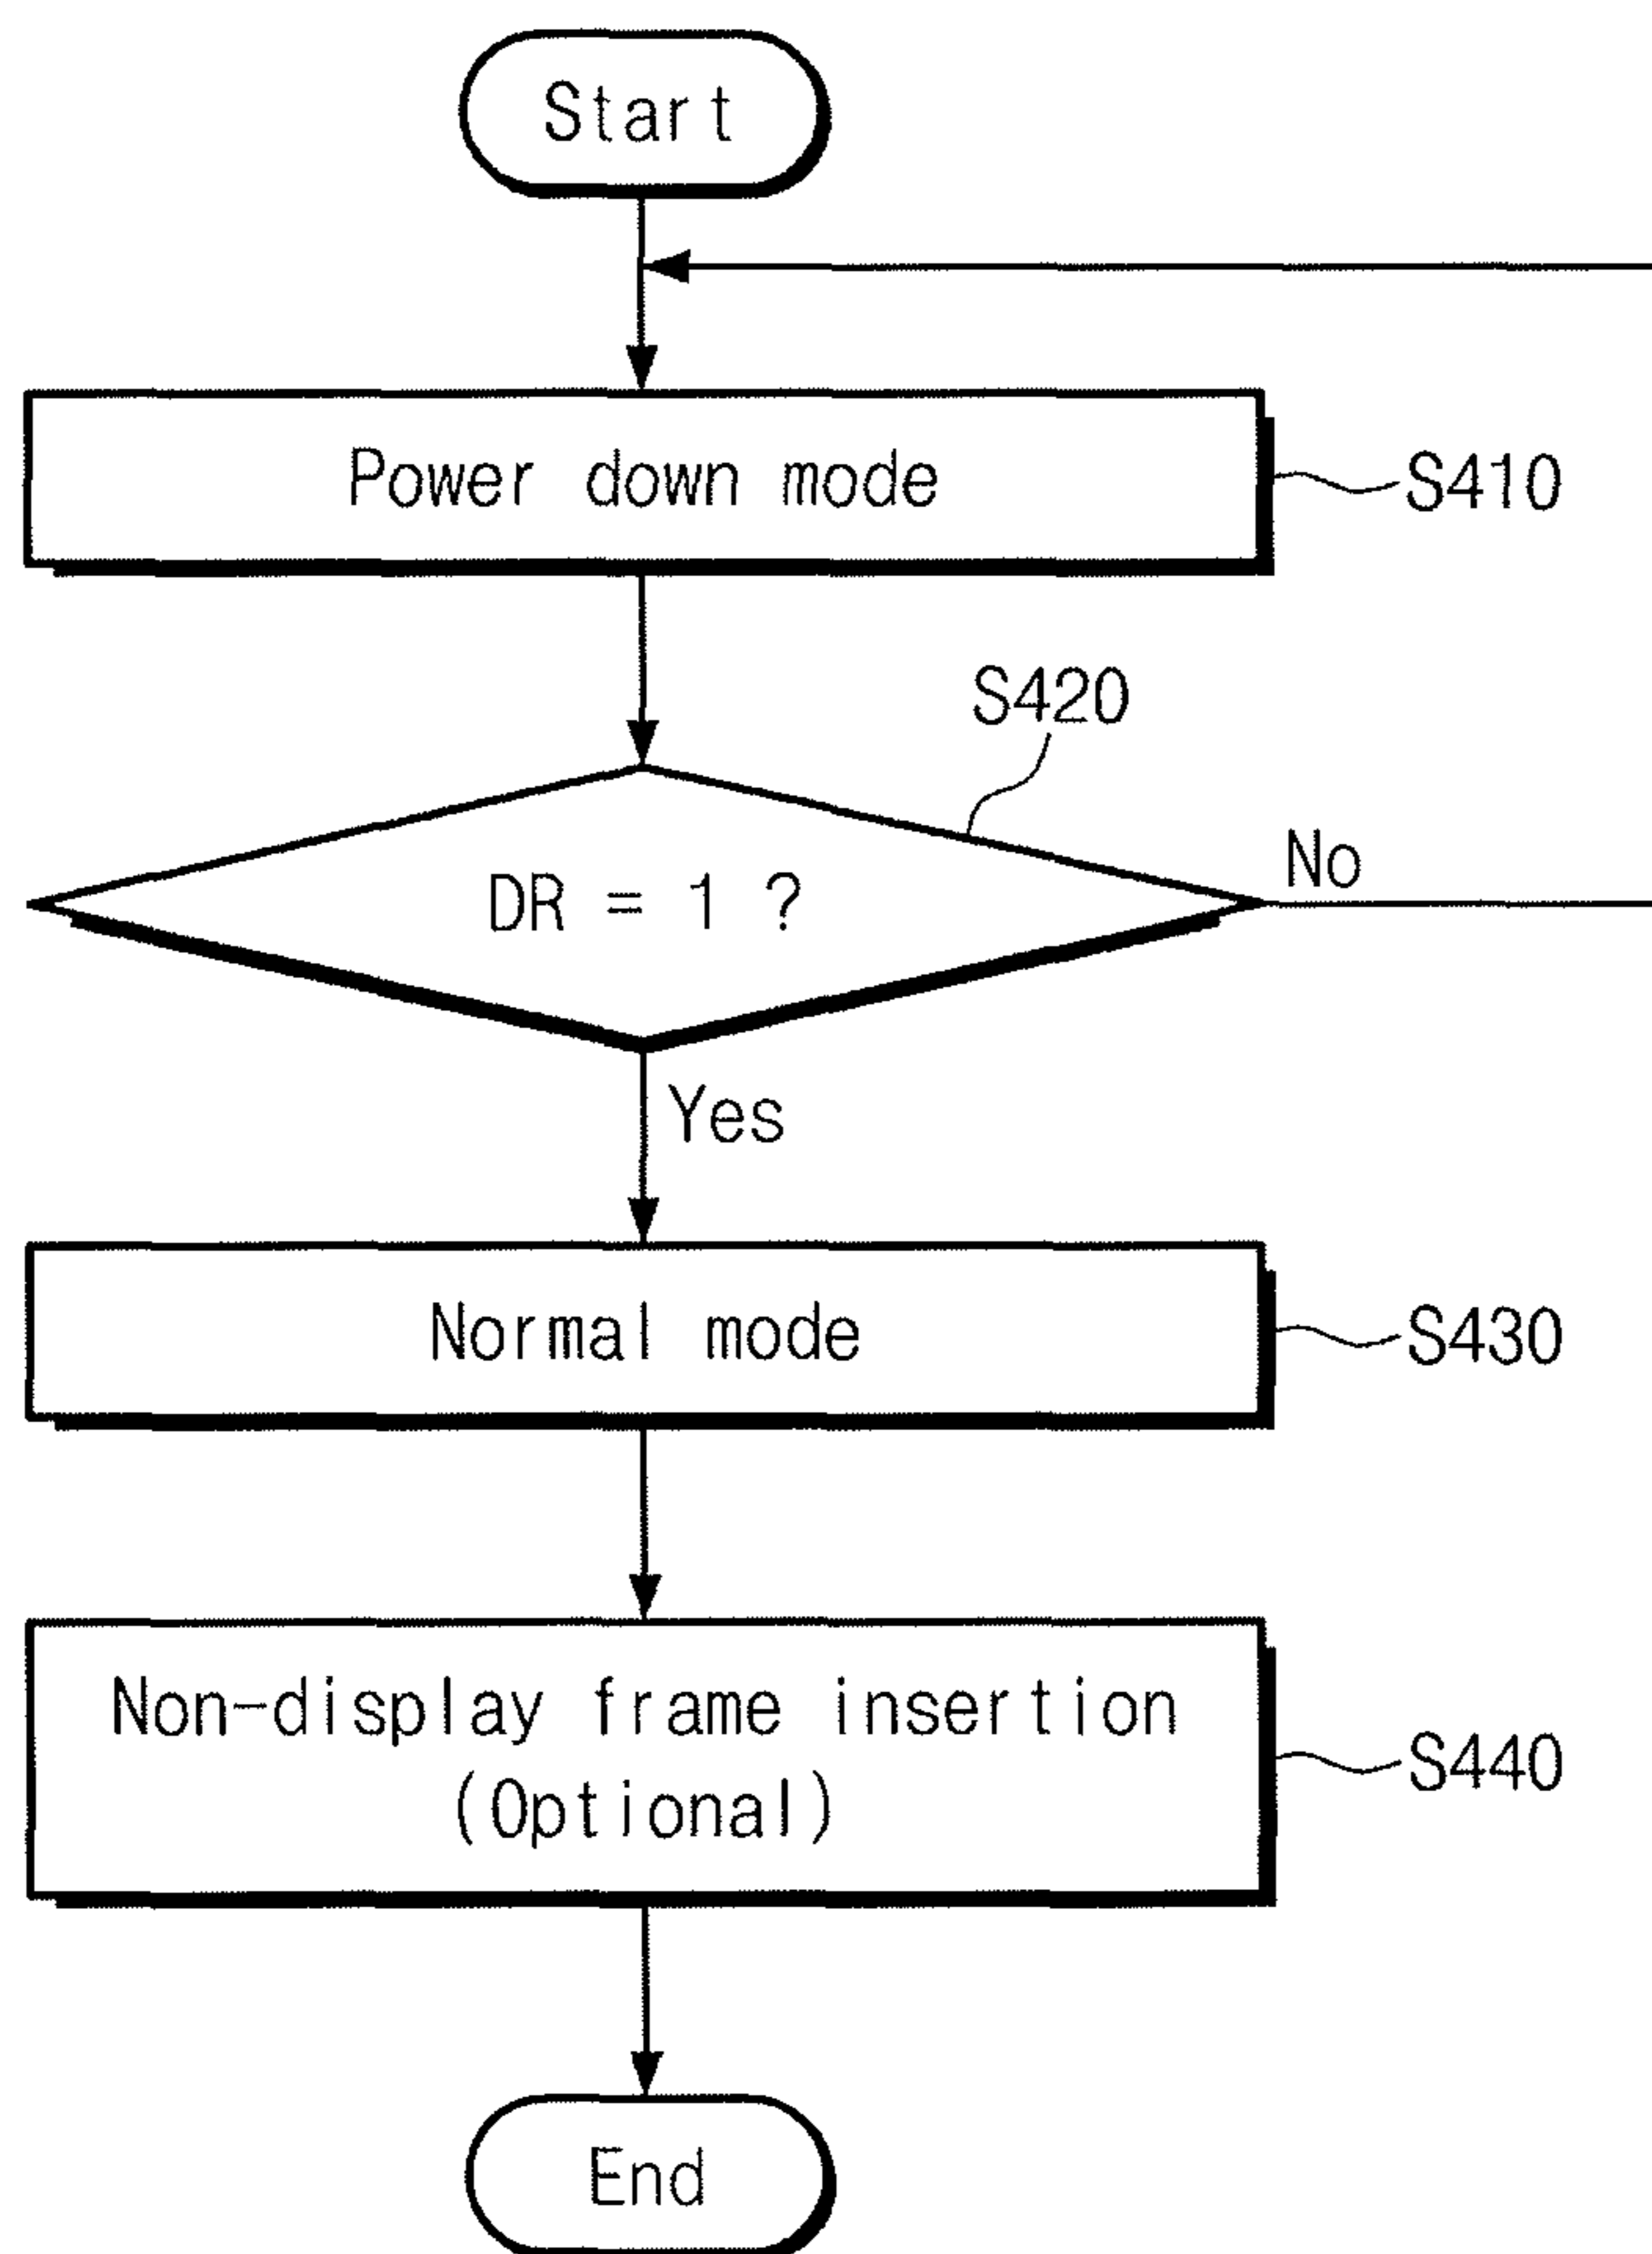 Start
Power down mode
S410
S420
DR = 1 ?
No
Yes
Normal mode
S430
Non-display frame insertion
(Optional)
S440
End